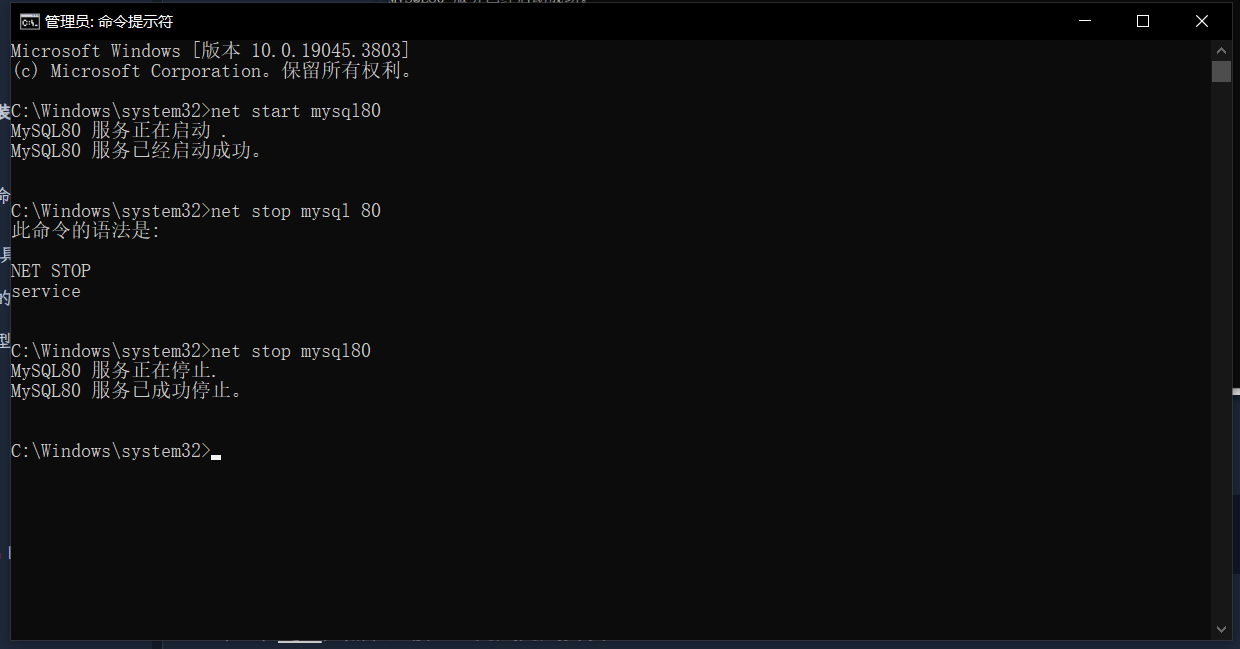 管理员: 命令提示符
Microsoft Windows [版本 10.0.19045.3803]
(c) Microsoft Corporation。保留所有权利。
C:\Windows\system32>net start mysql80
MySQL80 服务正在启动 .
MySQL80 服务已经启动成功。
C:\Windows\system32>net stop mysql 80
此命令的语法是:
NET STOP
service
C:\Windows\system32>net stop mysql80
MySQL80 服务正在停止.
MySQL80 服务已成功停止。
C:\Windows\system32>